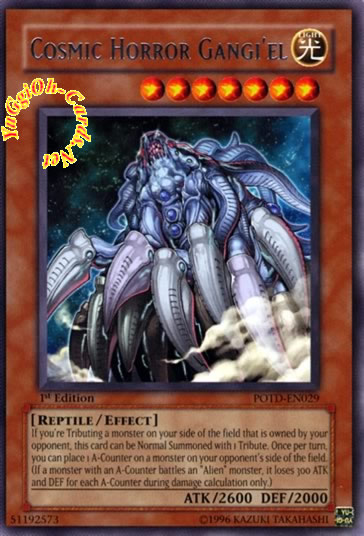 COSMIC HORROR GANGI'EL
LIGHT
光
YuGgiOh-Cards.Net
1st Edition
POTD-EN029
[REPTILE/EFFECT]
If you're Tributing a monster on your side of the field that is owned by your
opponent, this card can be Normal Summoned with 1 Tribute. Once per turn,
you can place 1 A-Counter on a monster on your opponent's side of the field.
(If a monster with an A-Counter battles an "Alien" monster, it loses 300 ATK
and DEF for each A-Counter during damage calculation only.)
ATK/2600 DEF/2000
51192573
©1996 KAZUKI TAKAHASHI